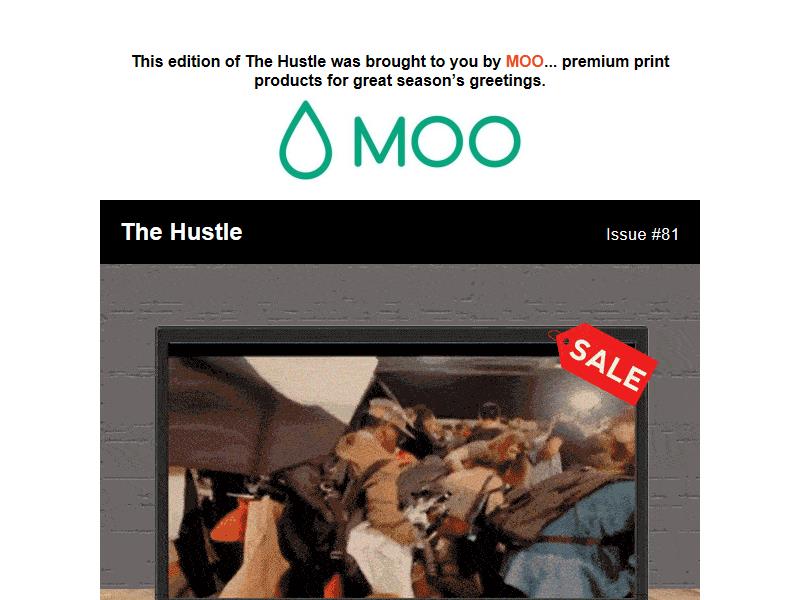 This edition of The Hustle was brought to you by MOO... premium print
products for great season’s greetings.
MOO
The Hustle
Issue #81
SALE